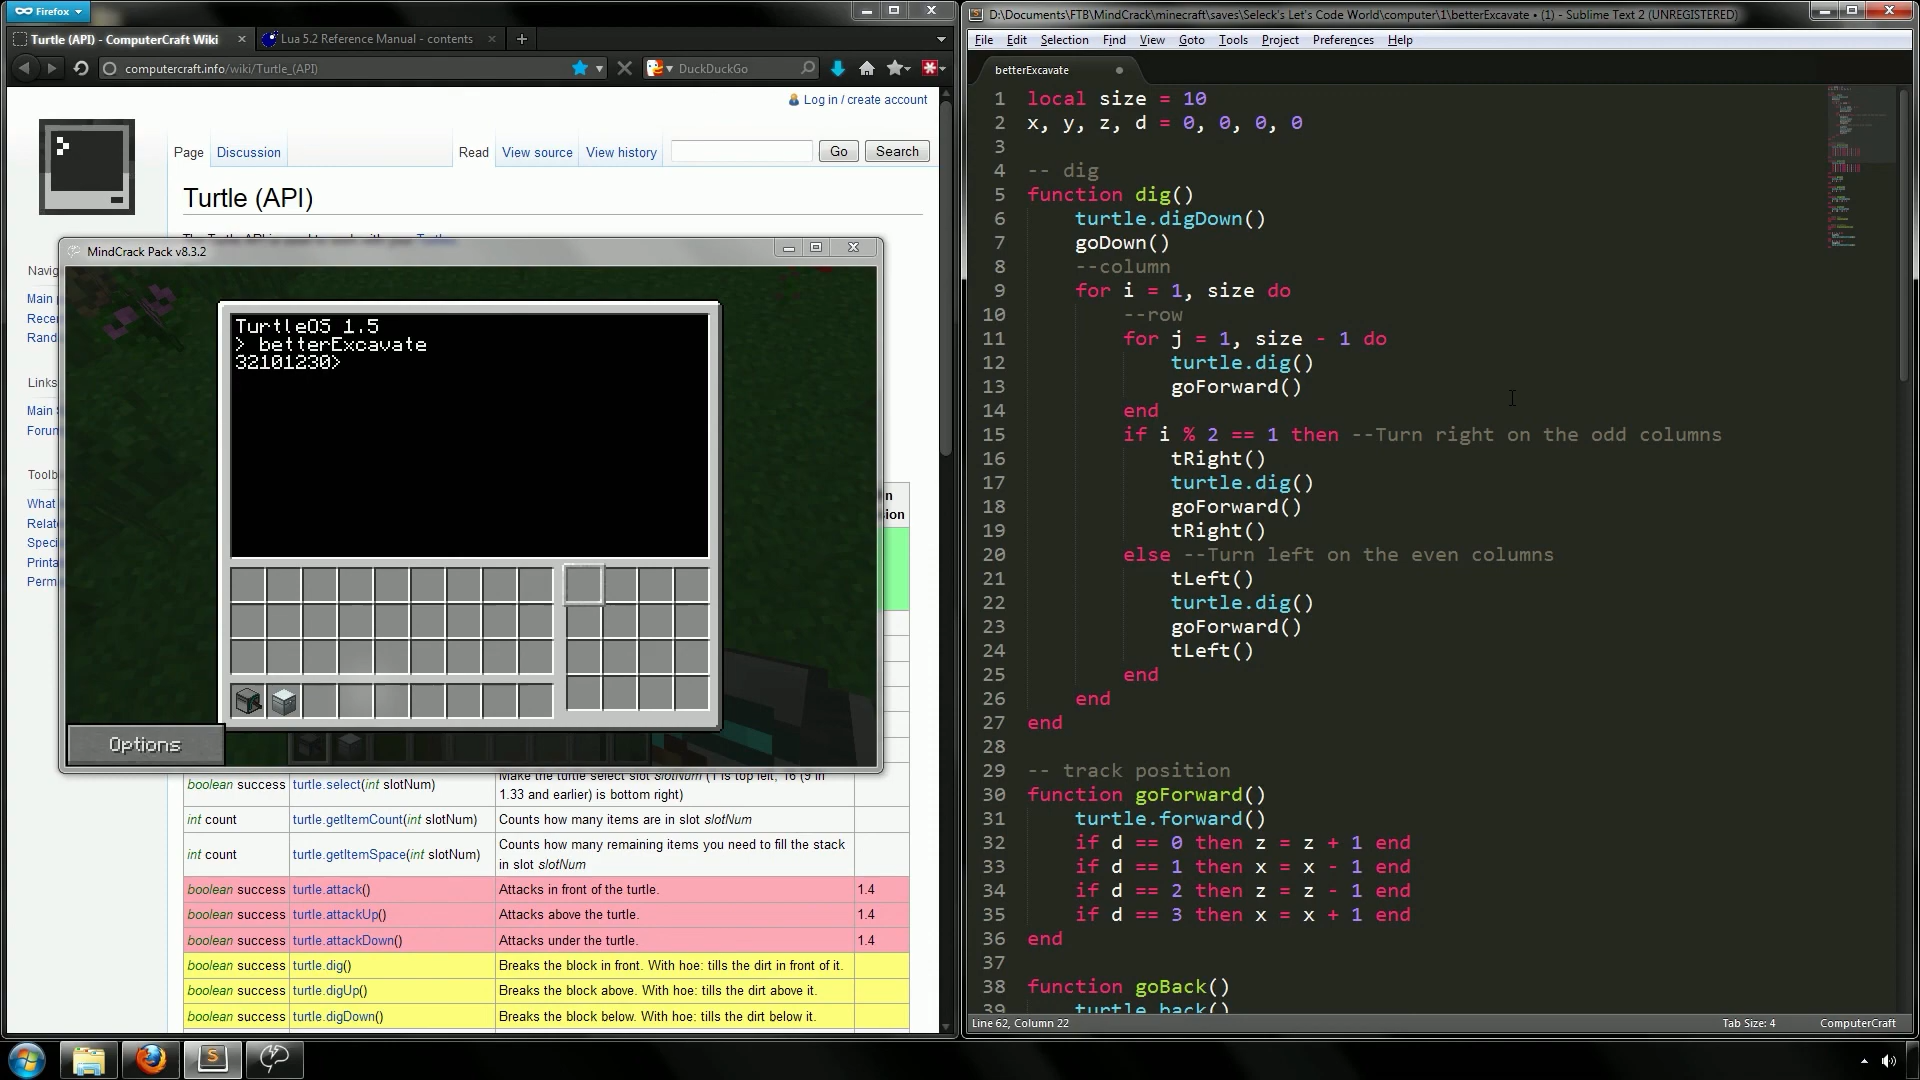 Firefox
Turtle (API) - ComputerCraft Wiki
Lua 5.2 Reference Manual - contents
computercraft.info/wiki/Turtle_(API)
DuckDuckGo
Log in / create account
Page
Discussion
Read
View source
View history
Go
Search
Turtle (API)
MindCrack Pack v8.3.2
TurtleOS 1.5
> betterExcavate
32101230>
Options
Main
Links
Main
What
boolean success turtle.select(int slotNum) Make the turtle select slot slotNum (1 is top left, 16 (9 in
1.33 and earlier) is bottom right)
int count turtle.getItemCount(int slotNum) Counts how many items are in slot slotNum
int count turtle.getItemSpace(int slotNum) Counts how many remaining items you need to fill the stack
in slot slotNum
boolean success turtle.attack() Attacks in front of the turtle. 1.4
boolean success turtle.attackUp() Attacks above the turtle. 1.4
boolean success turtle.attackDown() Attacks under the turtle. 1.4
boolean success turtle.dig() Breaks the block in front. With hoe: tills the dirt in front of it.
boolean success turtle.digUp() Breaks the block above. With hoe: tills the dirt above it.
boolean success turtle.digDown() Breaks the block below. With hoe: tills the dirt below it.
D:\Documents\FTB\MindCrack\minecraft\saves\Seleck's Let's Code World\computer\1\betterExcavate • (1) - Sublime Text 2 (UNREGISTERED)
File Edit Selection Find View Goto Tools Project Preferences Help
betterExcavate
1 local size = 10
2 x, y, z, d = 0, 0, 0, 0
3
4 -- dig
5 function dig()
6 turtle.digDown()
7 goDown()
8 --column
9 for i = 1, size do
10 --row
11 for j = 1, size - 1 do
12 turtle.dig()
13 goForward()
14 end
15 if i % 2 == 1 then --Turn right on the odd columns
16 tRight()
17 turtle.dig()
18 goForward()
19 tRight()
20 else --Turn left on the even columns
21 tLeft()
22 turtle.dig()
23 goForward()
24 tLeft()
25 end
26 end
27 end
28
29 -- track position
30 function goForward()
31 turtle.forward()
32 if d == 0 then z = z + 1 end
33 if d == 1 then x = x - 1 end
34 if d == 2 then z = z - 1 end
35 if d == 3 then x = x + 1 end
36 end
37
38 function goBack()
39 turtle.back()
Line 62, Column 22
Tab Size: 4
ComputerCraft